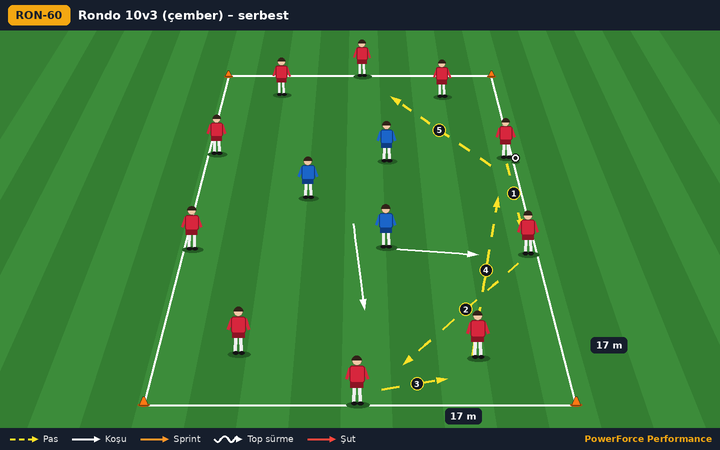 RON-60 Rondo 10v3 (çember) – serbest
5
1
4
2
3
17 m
17 m
Pas Koşu Sprint Top sürme Şut PowerForce Performance